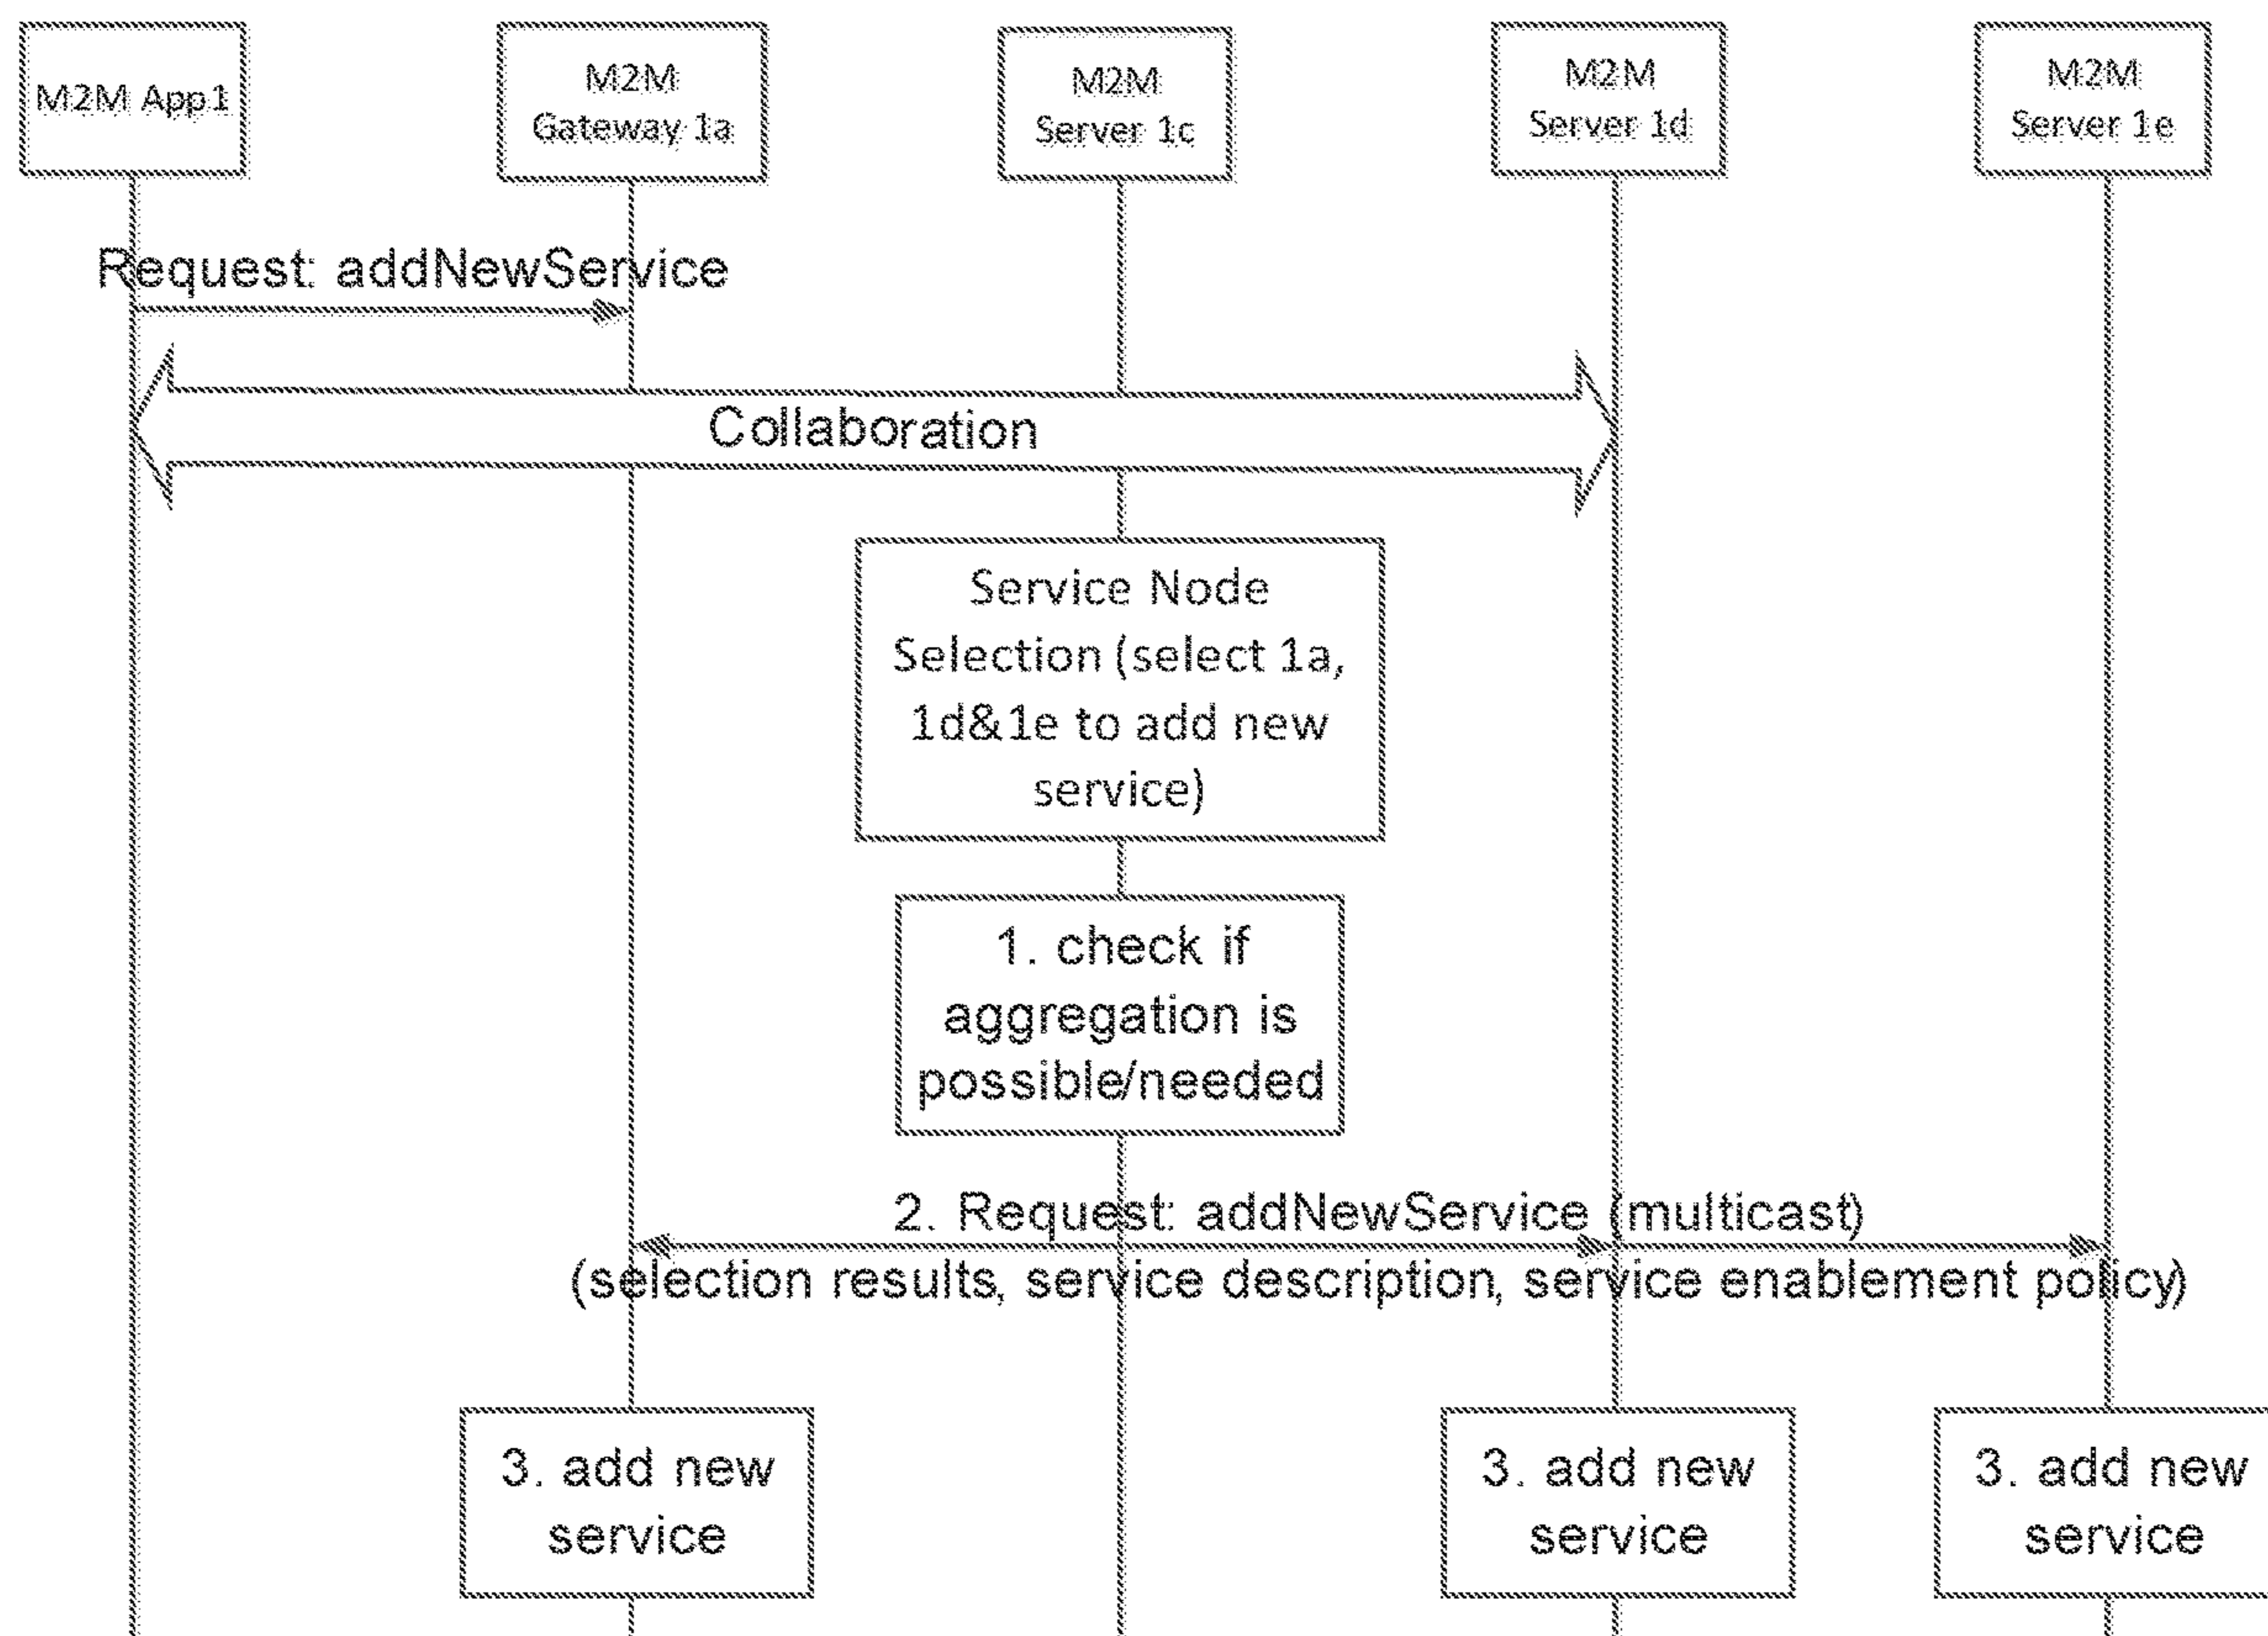 M2M App1
M2M
Gateway 1a
M2M
Server 1c
M2M
Server 1d
M2M
Server 1e
Request: addNewService
Collaboration
Service Node
Selection (select 1a,
1d&1e to add new
service)
1. check if
aggregation is
possible/needed
2. Request: addNewService (multicast)
(selection results, service description, service enablement policy)
3. add new
service
3. add new
service
3. add new
service